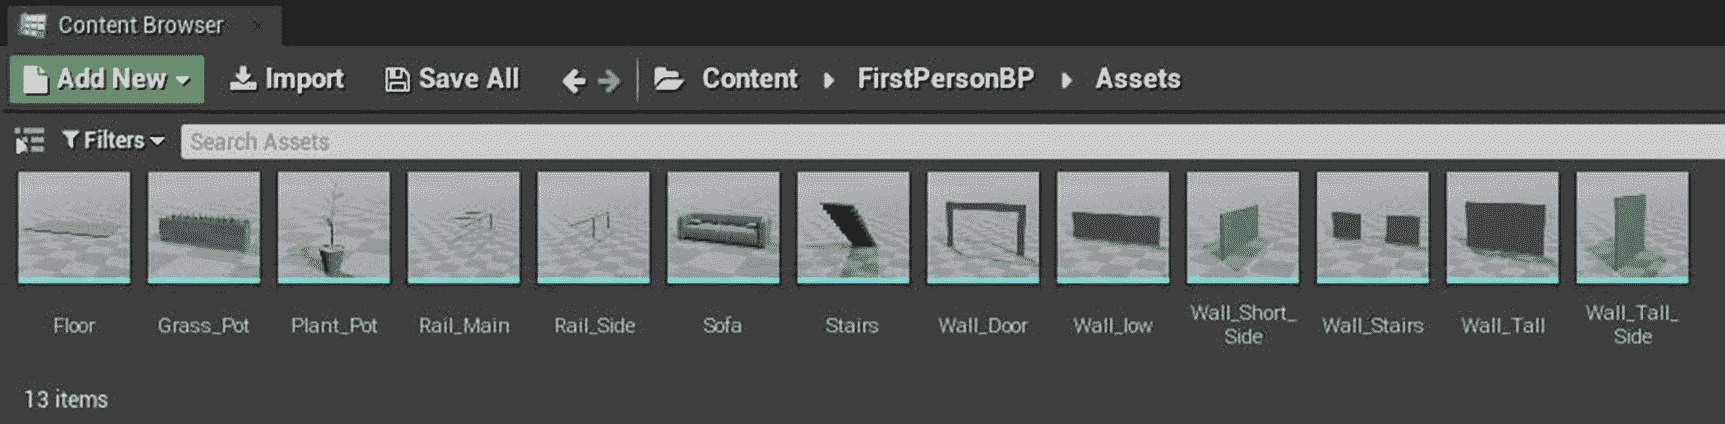 Content Browser
Add New Import Save All Content FirstPersonBP Assets
Filters Search Assets
Floor Grass_Pot Plant_Pot Rail_Main Rail_Side Sofa Stairs Wall_Door Wall_low Wall_Short_ Wall_Stairs Wall_Tall Wall_Tall_
Side Side
13 items